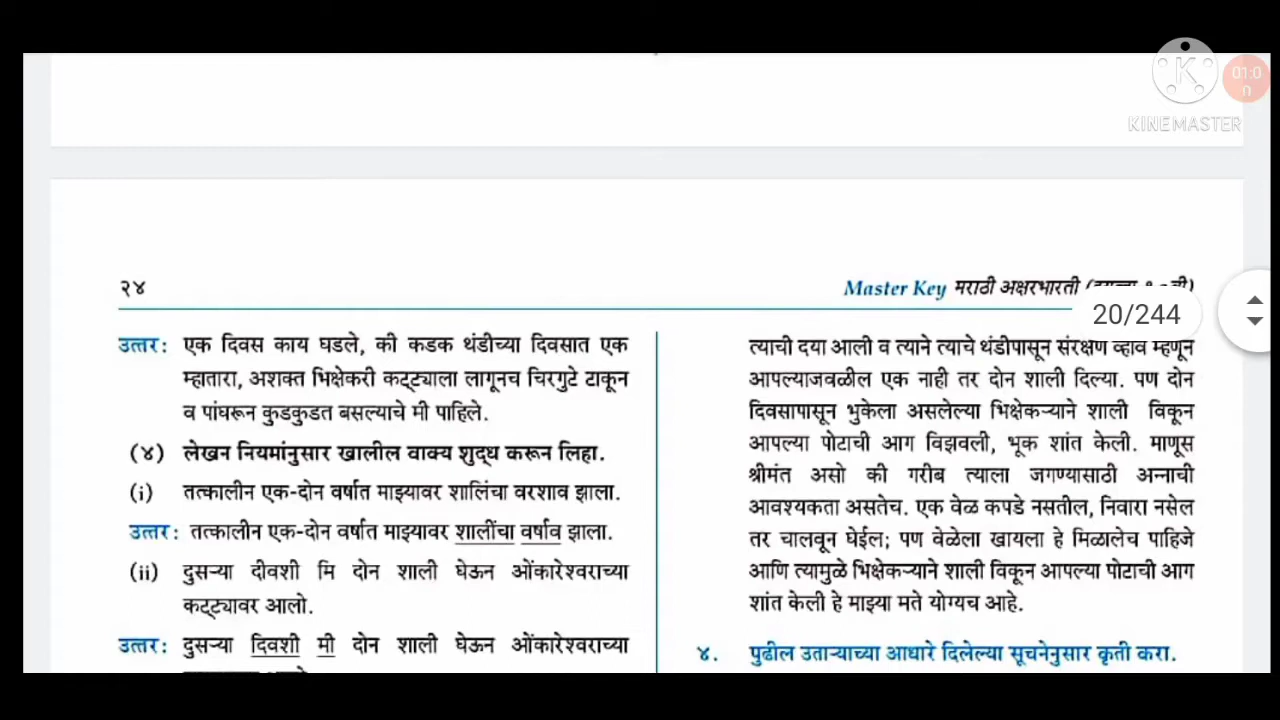 KINEMASTER
01:0
n
२४
Master Key मराठी अक्षरभारती
20/244
उत्तर: एक दिवस काय घडले, की कडक थंडीच्या दिवसात एक
म्हातारा, अशक्त भिक्षेकरी कट्ट्याला लागूनच चिरगुटे टाकून
व पांघरून कुडकुडत बसल्याचे मी पाहिले.
(४) लेखन नियमांनुसार खालील वाक्य शुद्ध करून लिहा.
(i) तत्कालीन एक-दोन वर्षात माझ्यावर शालिंचा वरशाव झाला.
उत्तर: तत्कालीन एक-दोन वर्षात माझ्यावर शालींचा वर्षाव झाला.
(ii) दुसऱ्या दीवशी मि दोन शाली घेऊन ओंकारेश्वराच्या
कट्ट्यावर आलो.
उत्तर: दुसऱ्या दिवशी मी दोन शाली घेऊन ओंकारेश्वराच्या
त्याची दया आली व त्याने त्याचे थंडीपासून संरक्षण व्हावं म्हणून
आपल्याजवळील एक नाही तर दोन शाली दिल्या. पण दोन
दिवसापासून भुकेला असलेल्या भिक्षेकऱ्याने शाली विकून
आपल्या पोटाची आग विझवली, भूक शांत केली. माणूस
श्रीमंत असो की गरीब त्याला जगण्यासाठी अन्नाची
आवश्यकता असतेच. एक वेळ कपडे नसतील, निवारा नसेल
तर चालवून घेईल; पण वेळेला खायला हे मिळालेच पाहिजे
आणि त्यामुळे भिक्षेकऱ्याने शाली विकून आपल्या पोटाची आग
शांत केली हे माझ्या मते योग्यच आहे.
४. पुढील उताऱ्याच्या आधारे दिलेल्या सूचनेनुसार कृती करा.